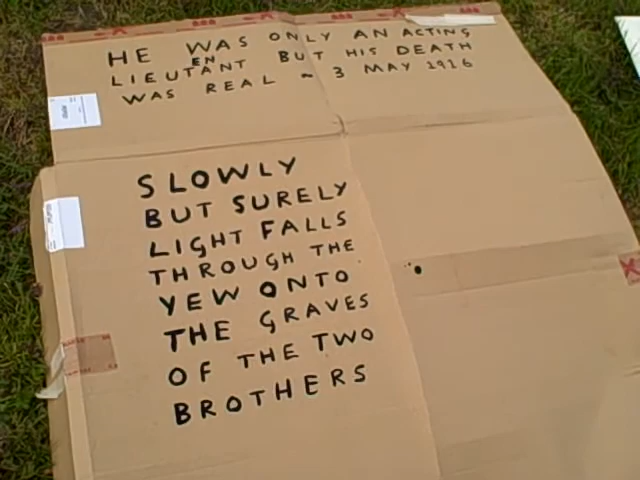 HE WAS ONLY AN ACTING
EN
LIEUTANT BUT HIS DEATH
WAS REAL ~ 3 MAY 1916
SLOWLY
BUT SURELY
LIGHT FALLS
THROUGH THE
YEW ONTO
THE GRAVES
OF THE TWO
BROTHERS